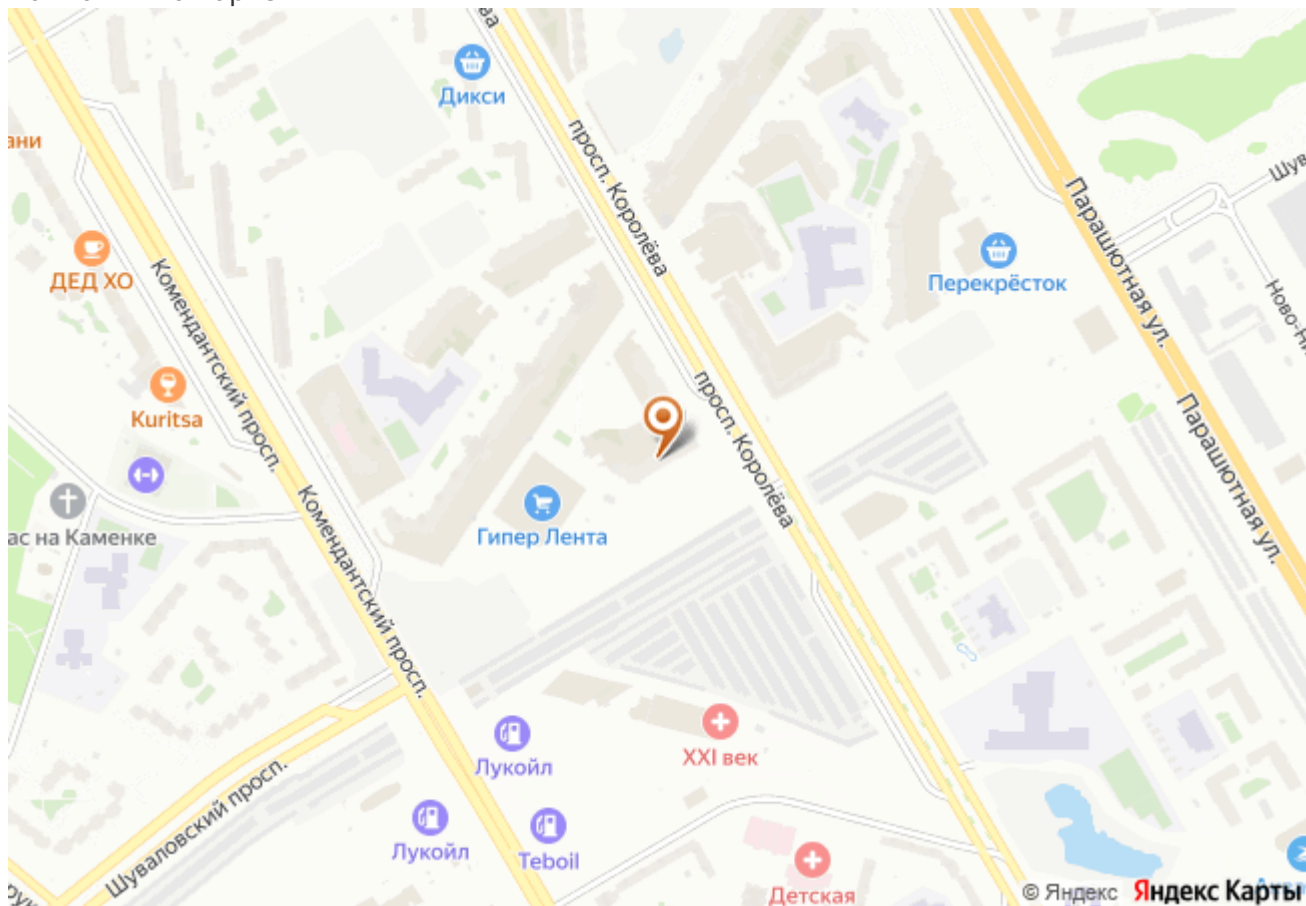 Дикси
ани
просп. Королёва
Шув
Парашютная ул.
ДЕД ХО
Комендантский просп.
Перекрёсток
Ново-Ни
Kuritsa
просп. Королёва
Парашютная ул.
ас на Каменке
Комендантский просп.
Гипер Лента
XXI век
Лукойл
Шуваловский просп.
Лукойл
Teboil
Детская
© Яндекс Яндекс Карты